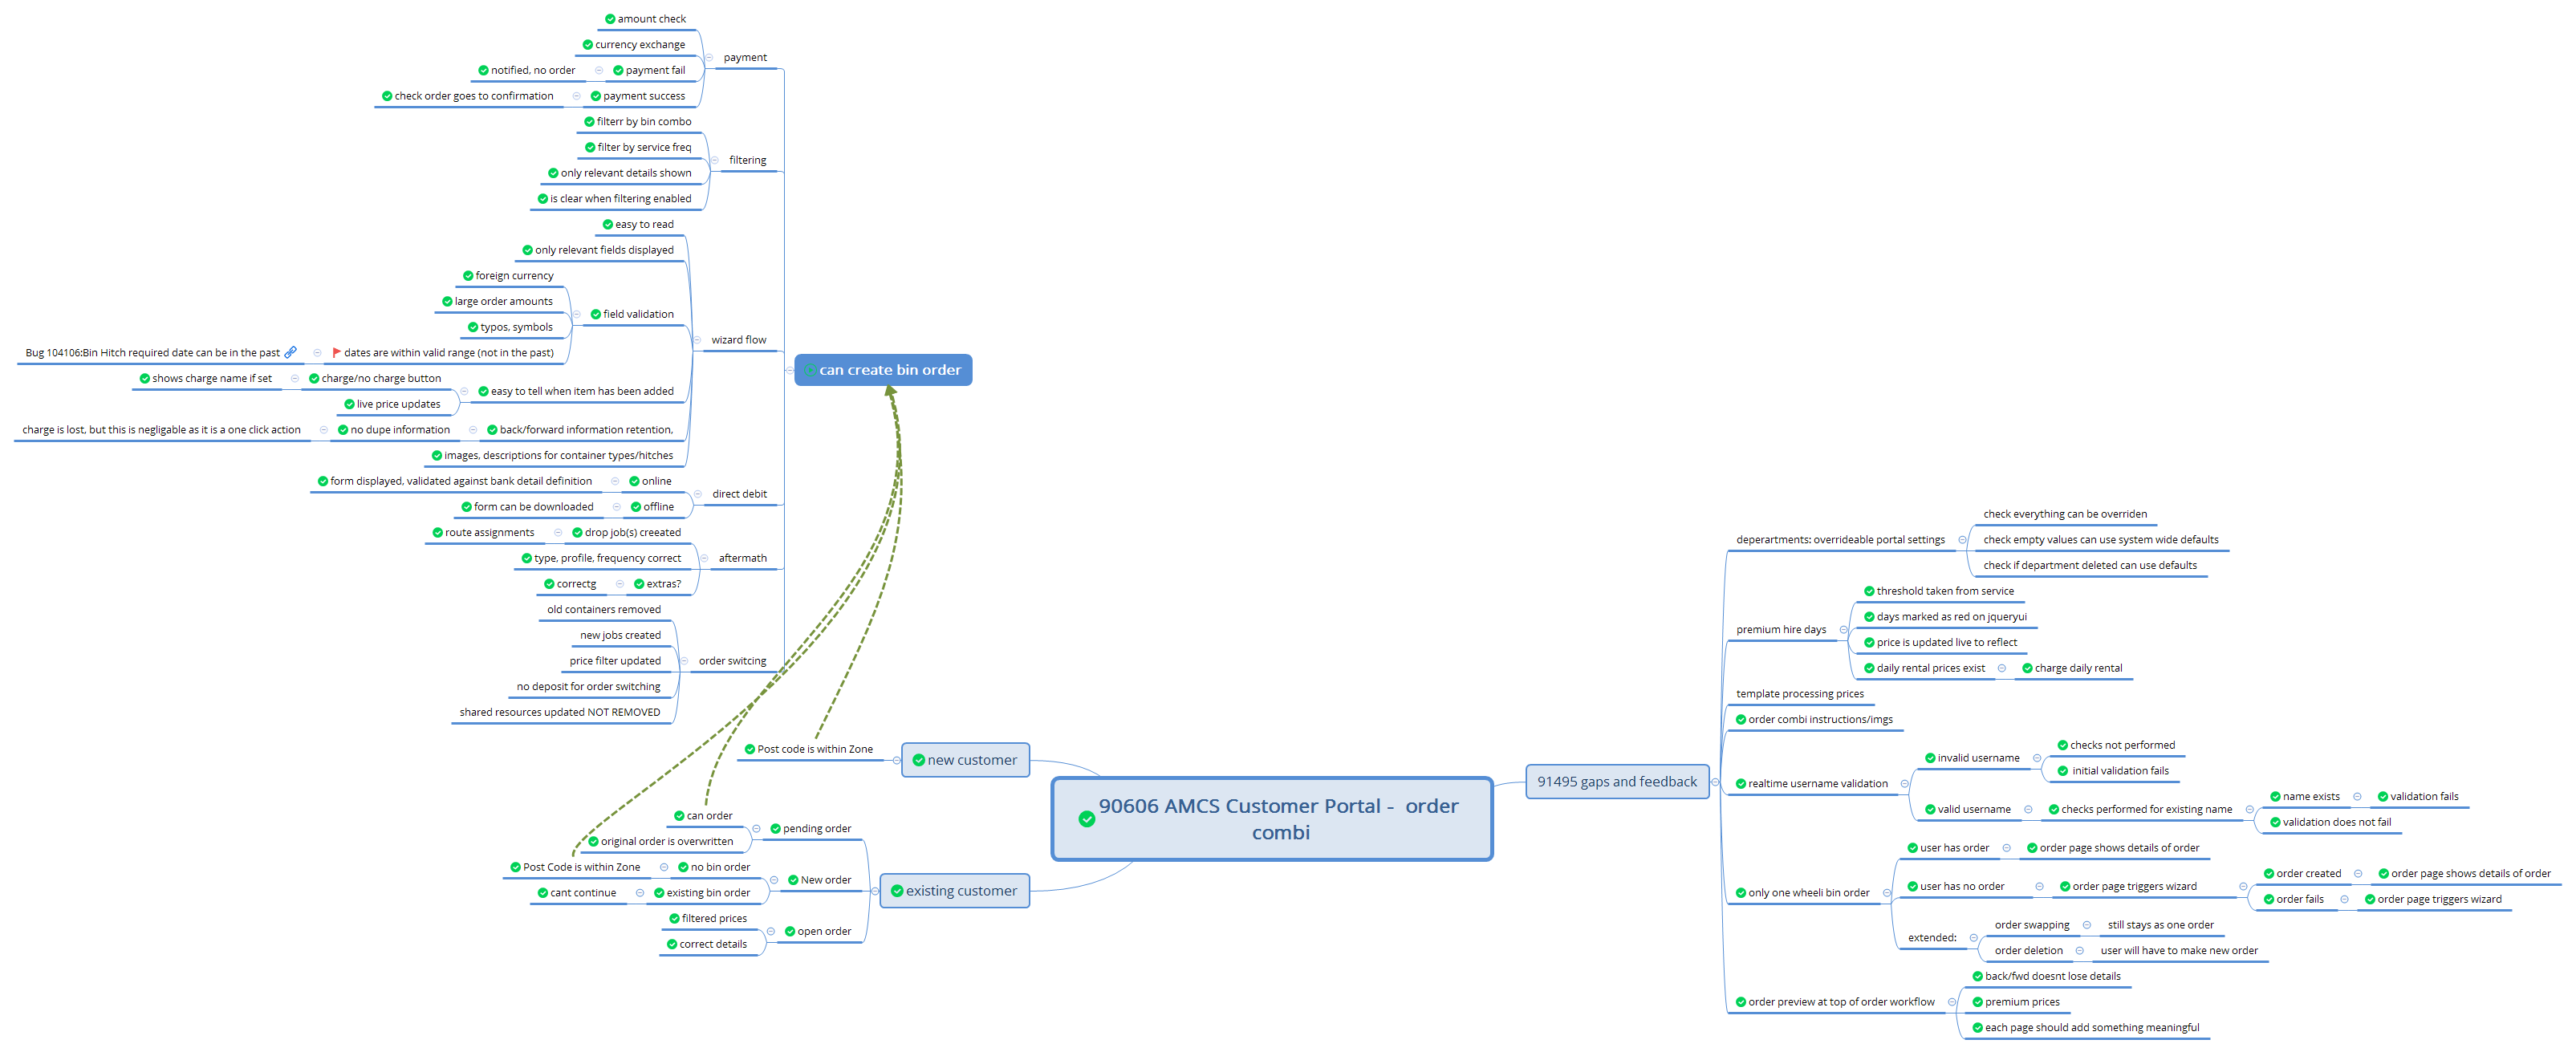 amount check
currency exchange
notified, no order
payment fail
check order goes to confirmation
payment success
payment
filterr by bin combo
filter by service freq
only relevant details shown
is clear when filtering enabled
filtering
easy to read
only relevant fields displayed
foreign currency
large order amounts
typos, symbols
Bug 104106:Bin Hitch required date can be in the past
dates are within valid range (not in the past)
field validation
shows charge name if set
charge/no charge button
live price updates
easy to tell when item has been added
charge is lost, but this is negligable as it is a one click action
no dupe information
back/forward information retention,
images, descriptions for container types/hitches
wizard flow
form displayed, validated against bank detail definition
online
form can be downloaded
offline
direct debit
route assignments
drop job(s) creeated
type, profile, frequency correct
correctg
extras?
aftermath
old containers removed
new jobs created
price filter updated
no deposit for order switching
shared resources updated NOT REMOVED
order switcing
can create bin order
Post code is within Zone
new customer
can order
original order is overwritten
pending order
Post Code is within Zone
no bin order
cant continue
existing bin order
New order
filtered prices
correct details
open order
existing customer
90606 AMCS Customer Portal -  order
combi
91495 gaps and feedback
deperartments: overrideable portal settings
check everything can be overriden
check empty values can use system wide defaults
check if department deleted can use defaults
premium hire days
threshold taken from service
days marked as red on jqueryui
price is updated live to reflect
daily rental prices exist
charge daily rental
template processing prices
order combi instructions/imgs
realtime username validation
invalid username
checks not performed
initial validation fails
valid username
checks performed for existing name
name exists
validation fails
validation does not fail
only one wheeli bin order
user has order
order page shows details of order
user has no order
order page triggers wizard
order created
order page shows details of order
order fails
order page triggers wizard
extended:
order swapping
still stays as one order
order deletion
user will have to make new order
order preview at top of order workflow
back/fwd doesnt lose details
premium prices
each page should add something meaningful